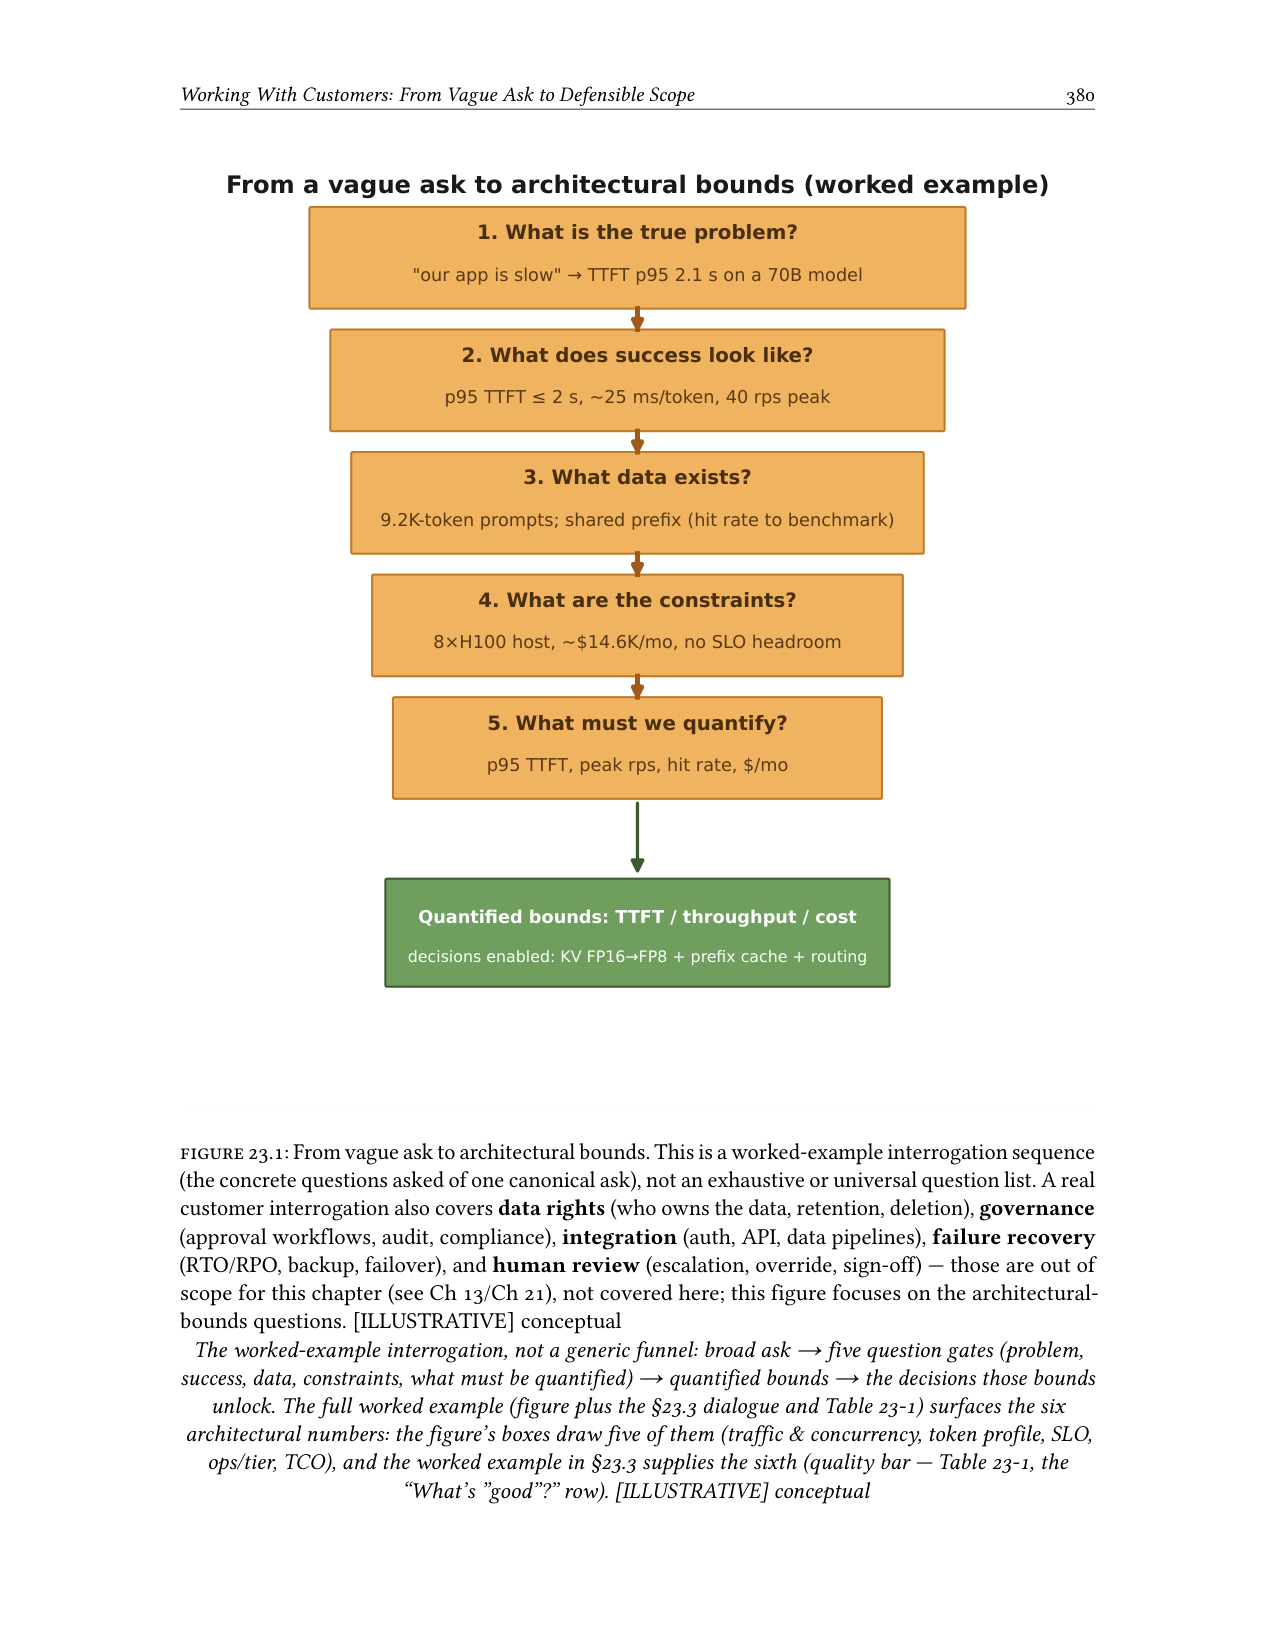 Working With Customers: From Vague Ask to Defensible Scope 380
From a vague ask to architectural bounds (worked example)
1. What is the true problem?
"our app is slow" → TTFT p95 2.1 s on a 70B model
2. What does success look like?
p95 TTFT ≤ 2 s, ~25 ms/token, 40 rps peak
3. What data exists?
9.2K-token prompts; shared prefix (hit rate to benchmark)
4. What are the constraints?
8×H100 host, ~$14.6K/mo, no SLO headroom
5. What must we quantify?
p95 TTFT, peak rps, hit rate, $/mo
Quantified bounds: TTFT / throughput / cost
decisions enabled: KV FP16→FP8 + prefix cache + routing
FIGURE 23.1: From vague ask to architectural bounds. This is a worked-example interrogation sequence
(the concrete questions asked of one canonical ask), not an exhaustive or universal question list. A real
customer interrogation also covers data rights (who owns the data, retention, deletion), governance
(approval workflows, audit, compliance), integration (auth, API, data pipelines), failure recovery
(RTO/RPO, backup, failover), and human review (escalation, override, sign-off) — those are out of
scope for this chapter (see Ch 13/Ch 21), not covered here; this figure focuses on the architectural-
bounds questions. [ILLUSTRATIVE] conceptual
The worked-example interrogation, not a generic funnel: broad ask → five question gates (problem,
success, data, constraints, what must be quantified) → quantified bounds → the decisions those bounds
unlock. The full worked example (figure plus the §23.3 dialogue and Table 23-1) surfaces the six
architectural numbers: the figure's boxes draw five of them (traffic & concurrency, token profile, SLO,
ops/tier, TCO), and the worked example in §23.3 supplies the sixth (quality bar — Table 23-1, the
“What's ”good”?” row). [ILLUSTRATIVE] conceptual